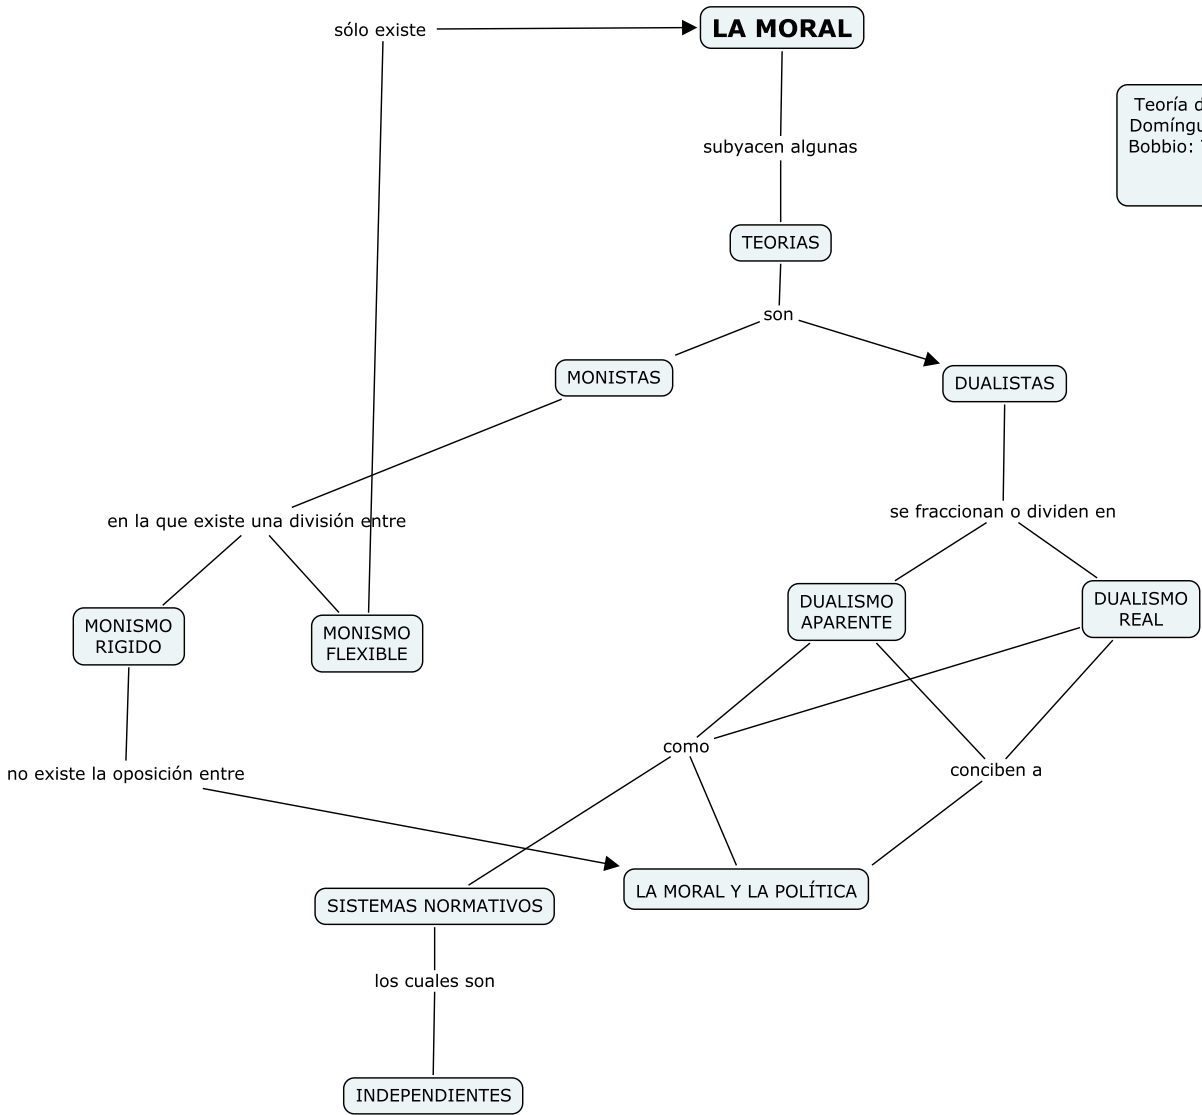 sólo existe
LA MORAL
Teoría
Bobbio:
subyacen algunas
TEORIAS
son
MONISTAS
DUALISTAS
en la que existe una división entre
se fraccionan o dividen en
MONISMO
RIGIDO
MONISMO
FLEXIBLE
DUALISMO
APARENTE
DUALISMO
REAL
como
no existe la oposición entre
conciben a
SISTEMAS NORMATIVOS
LA MORAL Y LA POLÍTICA
los cuales son
INDEPENDIENTES